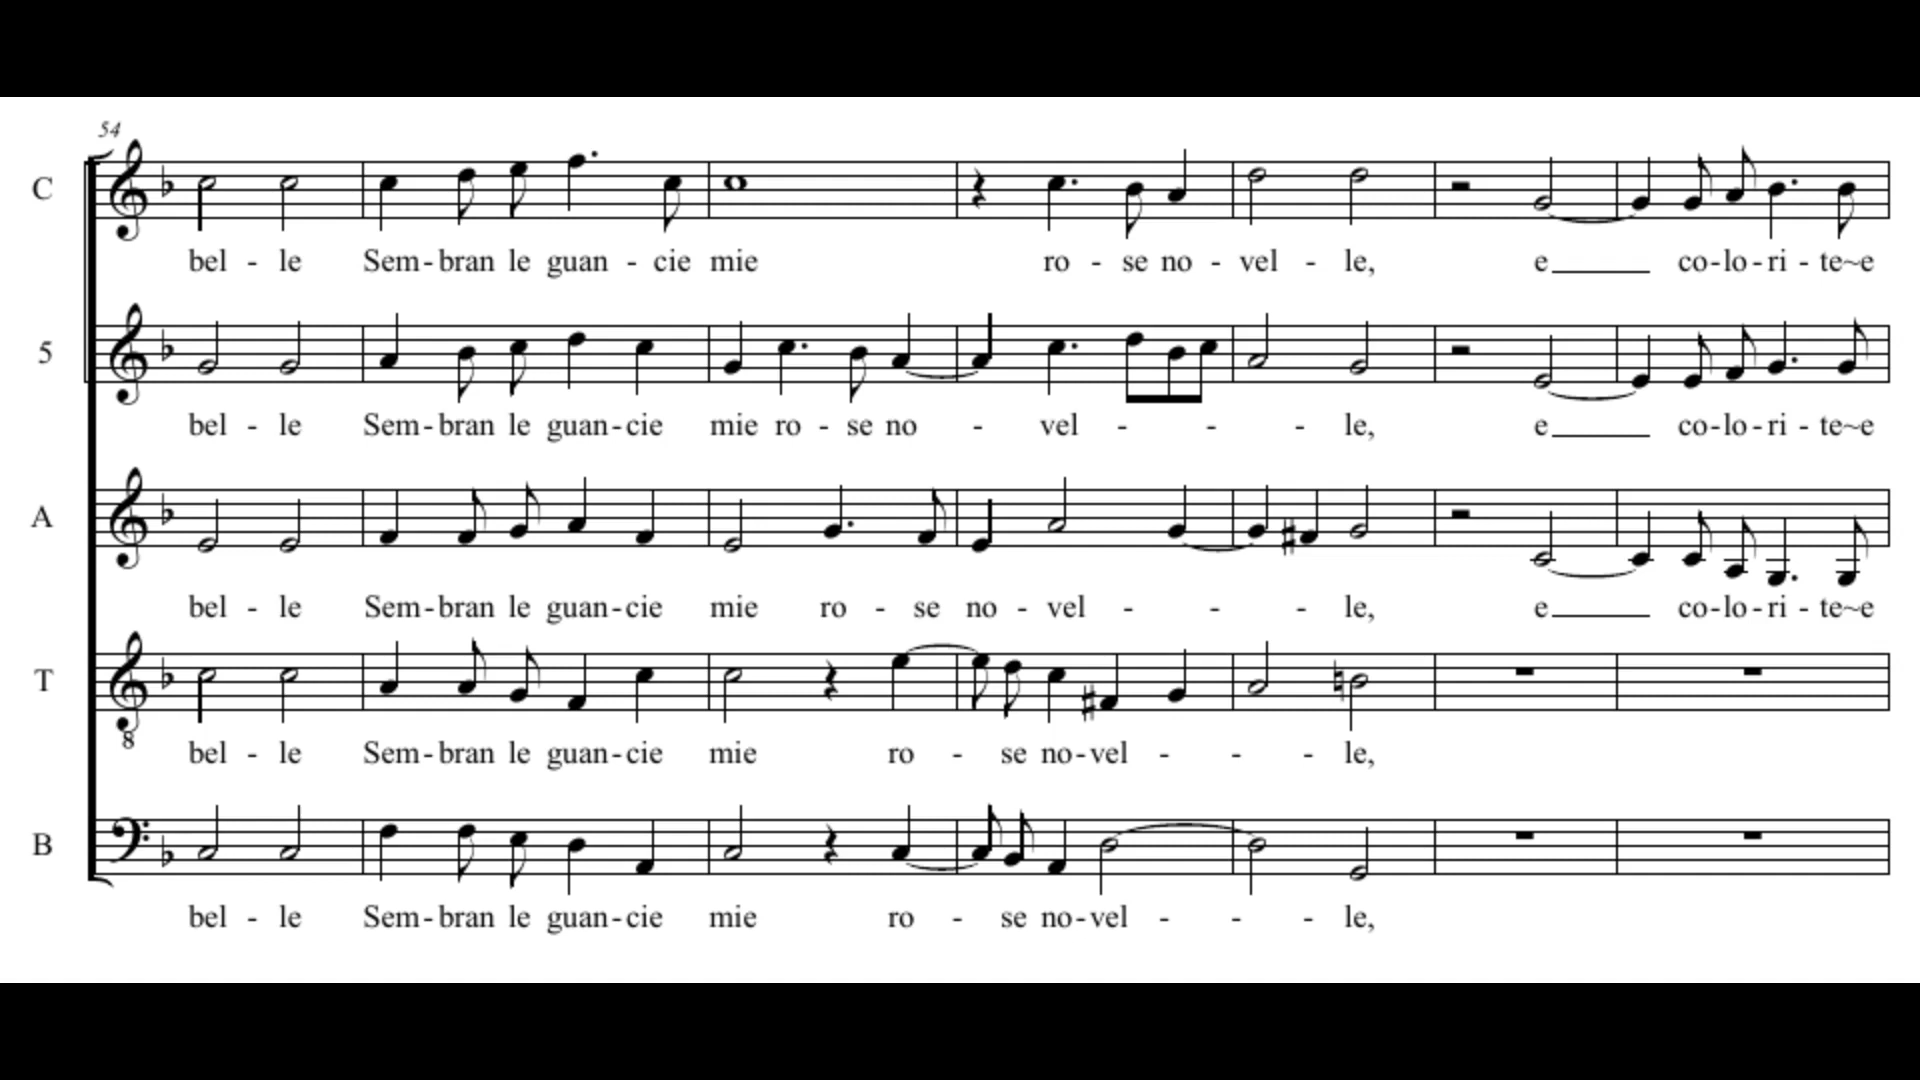 54
C
bel - le Sem - bran le guan - cie mie ro - se no - vel - le, e co - lo - ri - te~e
5
bel - le Sem - bran le guan - cie mie ro - se no - vel - - - le, e co - lo - ri - te~e
A
bel - le Sem - bran le guan - cie mie ro - se no - vel - - - le, e co - lo - ri - te~e
T
8
bel - le Sem - bran le guan - cie mie ro - se no - vel - - - le,
B
bel - le Sem - bran le guan - cie mie ro - se no - vel - - - le,